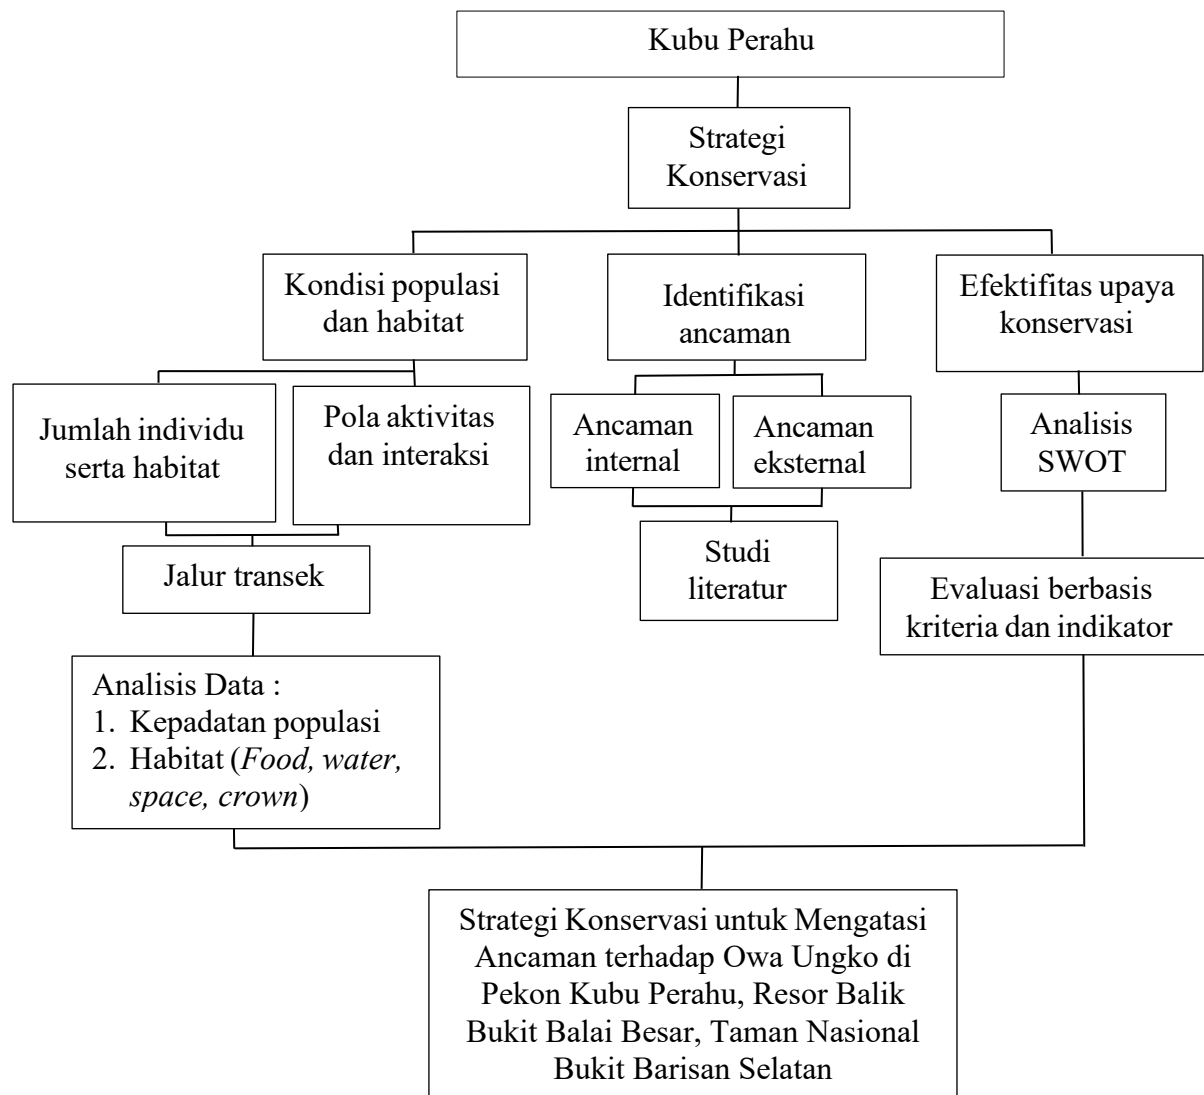 Kubu Perahu
Strategi
Konservasi
Kondisi populasi
dan habitat
Identifikasi
ancaman
Efektifitas upaya
konservasi
Jumlah individu
serta habitat
Pola aktivitas
dan interaksi
Ancaman
internal
Ancaman
eksternal
Analisis
SWOT
Jalur transek
Studi
literatur
Evaluasi berbasis
kriteria dan indikator
Analisis Data :
1. Kepadatan populasi
2. Habitat (Food, water,
space, crown)
Strategi Konservasi untuk Mengatasi
Ancaman terhadap Owa Ungko di
Pekon Kubu Perahu, Resor Balik
Bukit Balai Besar, Taman Nasional
Bukit Barisan Selatan